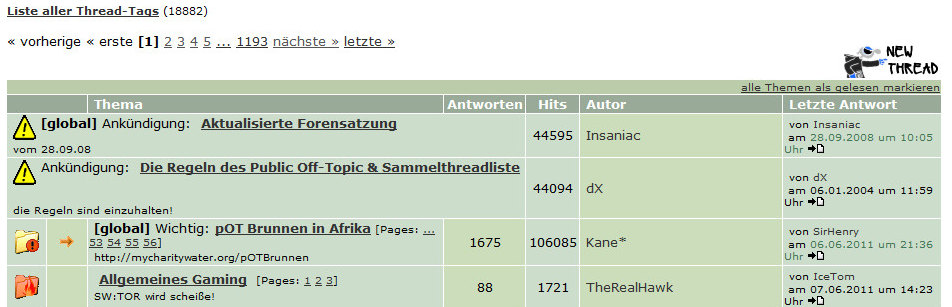 Liste aller Thread-Tags (18882)
« vorherige « erste [1] 2 3 4 5 ... 1193 nächste » letzte »
NEW THREAD
alle Themen als gelesen markieren
Thema Antworten Hits Autor Letzte Antwort
[global] Ankündigung: Aktualisierte Forensatzung
vom 28.09.08
44595 Insaniac
von Insaniac
am 28.09.2008 um 10:05
Uhr
Ankündigung: Die Regeln des Public Off-Topic & Sammelthreadliste
die Regeln sind einzuhalten!
44094 dX
von dX
am 06.01.2004 um 11:59
Uhr
[global] Wichtig: pOT Brunnen in Afrika [Pages: ...
53 54 55 56]
http://mycharitywater.org/pOTBrunnen
1675 106085 Kane*
von SirHenry
am 06.06.2011 um 21:36
Uhr
Allgemeines Gaming [Pages: 1 2 3]
SW:TOR wird scheiße!
88 1721 TheRealHawk
von IceTom
am 07.06.2011 um 14:23
Uhr